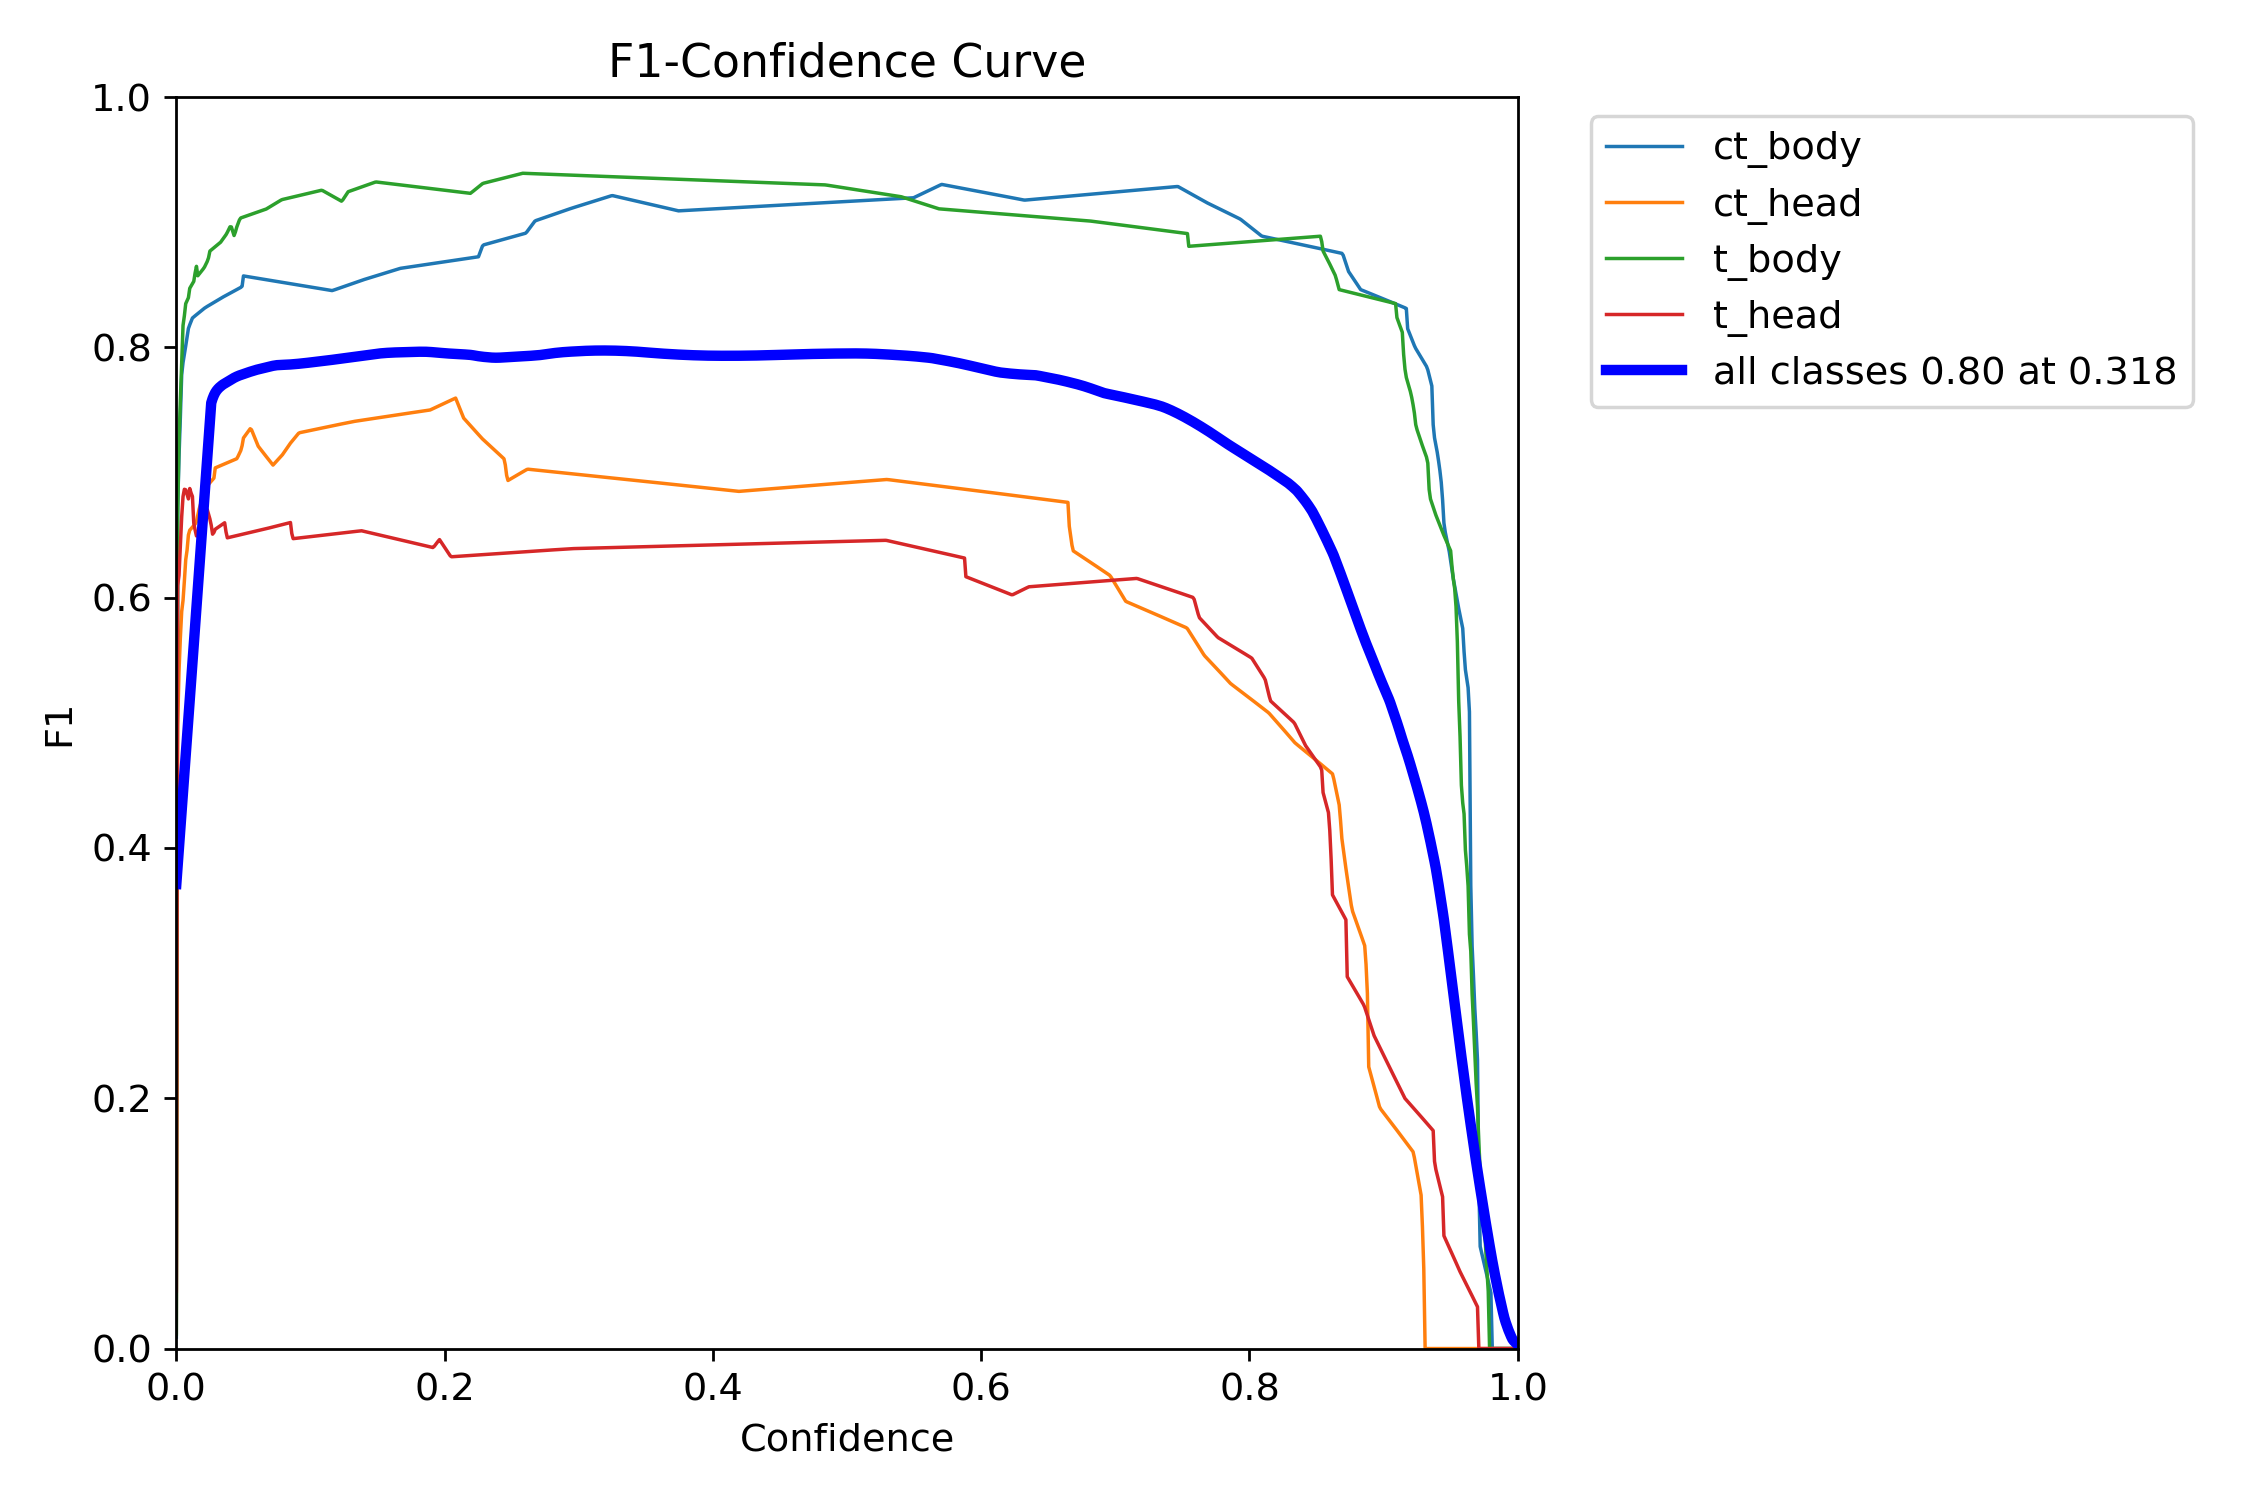 F1-Confidence Curve
1.0
0.8
0.6
0.4
0.2
0.0
F1
0.0 0.2 0.4 0.6 0.8 1.0
Confidence
ct_body
ct_head
t_body
t_head
all classes 0.80 at 0.318